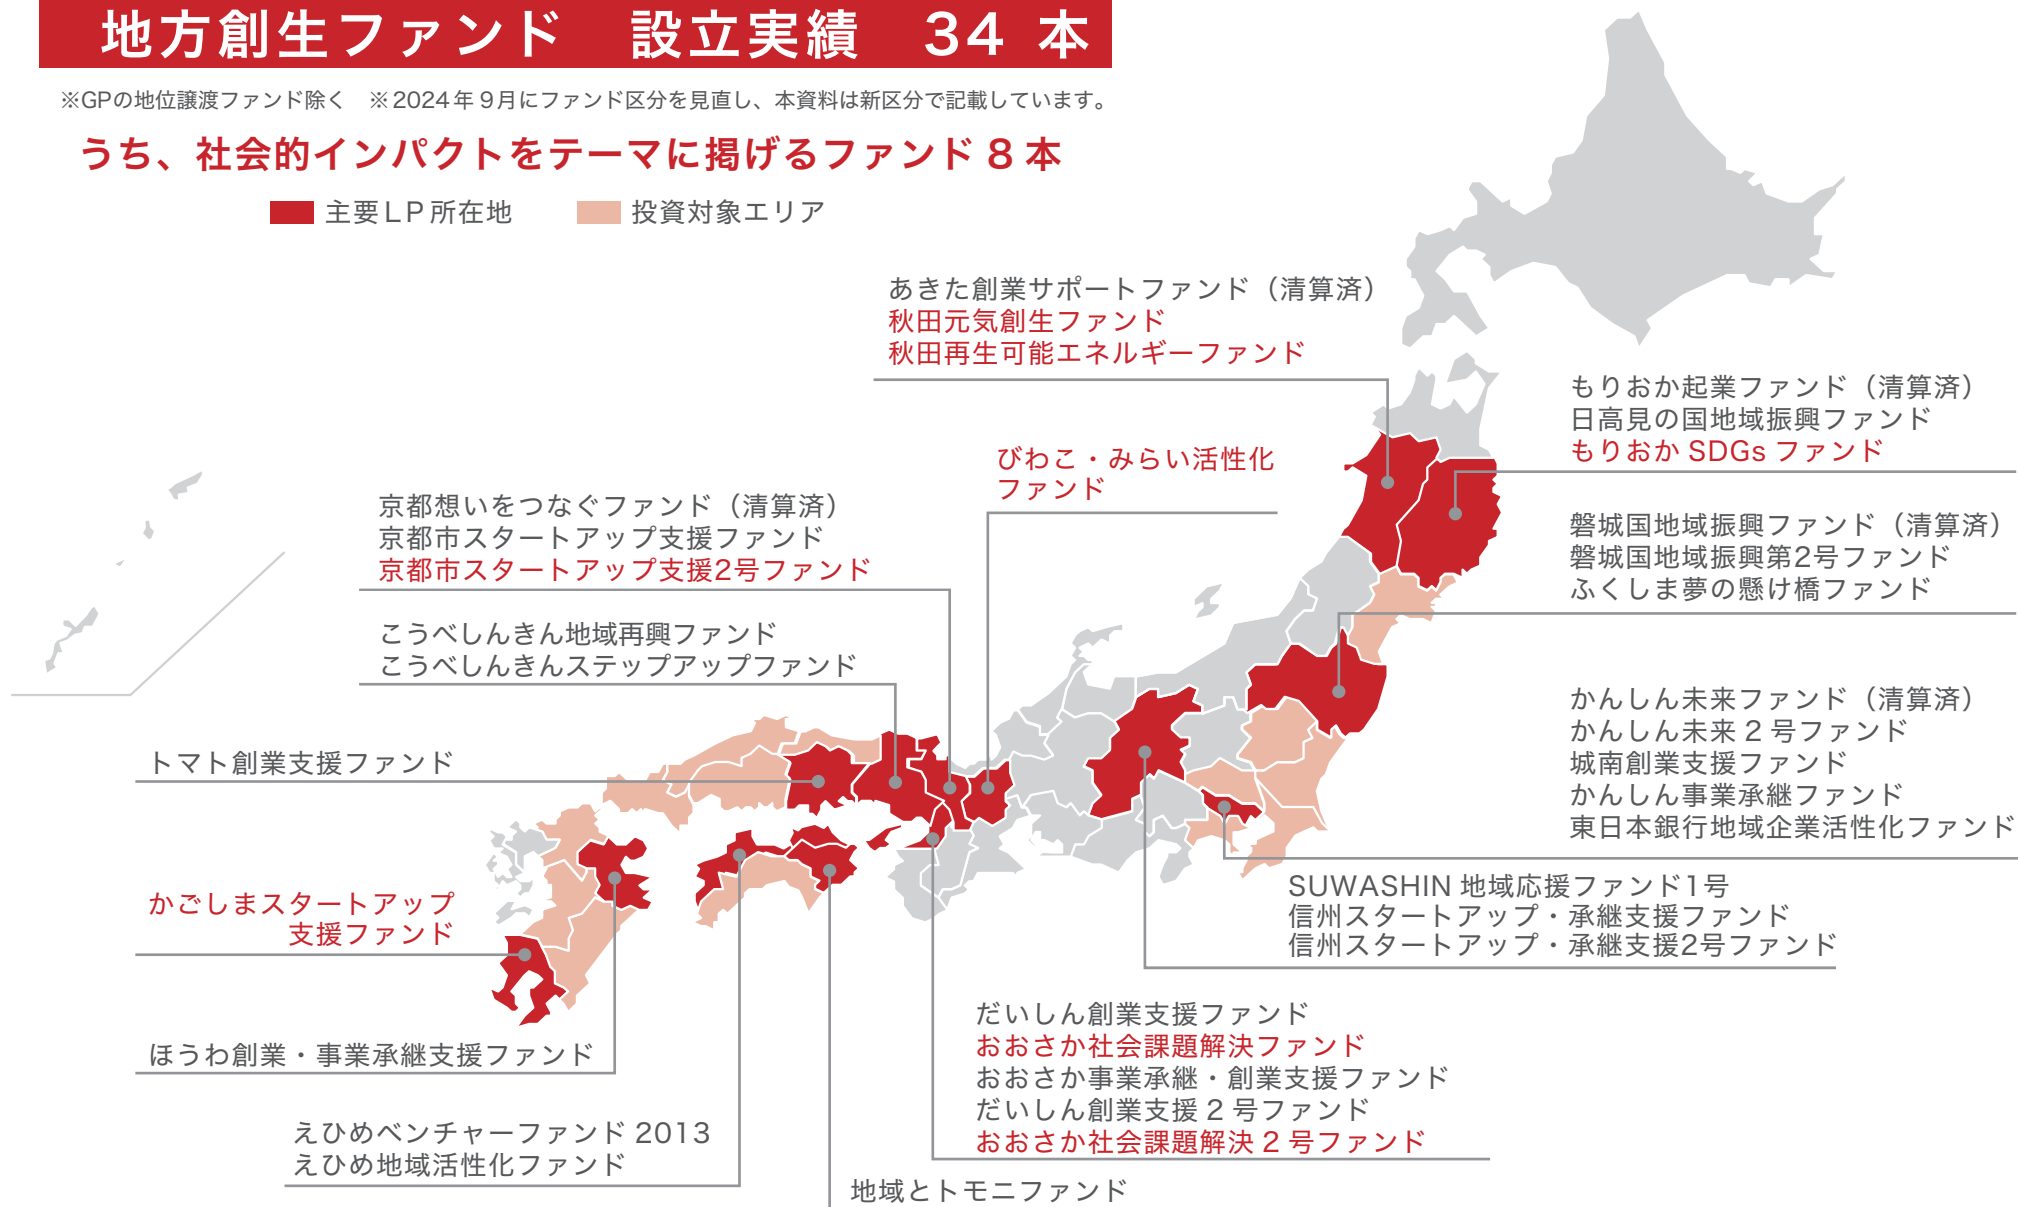 地方創生ファンド　設立実績　34 本
※GPの地位譲渡ファンド除く　※2024年9月にファンド区分を見直し、本資料は新区分で記載しています。
うち、社会的インパクトをテーマに掲げるファンド8本
主要LP所在地　投資対象エリア
あきた創業サポートファンド（清算済）
秋田元気創生ファンド
秋田再生可能エネルギーファンド
もりおか起業ファンド（清算済）
日高見の国地域振興ファンド
もりおか SDGs ファンド
びわこ・みらい活性化
ファンド
京都想いをつなぐファンド（清算済）
京都市スタートアップ支援ファンド
京都市スタートアップ支援2号ファンド
磐城国地域振興ファンド（清算済）
磐城国地域振興第2号ファンド
ふくしま夢の懸け橋ファンド
こうべしんきん地域再興ファンド
こうべしんきんステップアップファンド
かんしん未来ファンド（清算済）
かんしん未来 2 号ファンド
城南創業支援ファンド
かんしん事業承継ファンド
東日本銀行地域企業活性化ファンド
トマト創業支援ファンド
SUWASHIN 地域応援ファンド1号
信州スタートアップ・承継支援ファンド
信州スタートアップ・承継支援2号ファンド
かごしまスタートアップ
支援ファンド
だいしん創業支援ファンド
おおさか社会課題解決ファンド
おおさか事業承継・創業支援ファンド
だいしん創業支援 2 号ファンド
おおさか社会課題解決 2 号ファンド
ほうわ創業・事業承継支援ファンド
えひめベンチャーファンド 2013
えひめ地域活性化ファンド
地域とトモニファンド